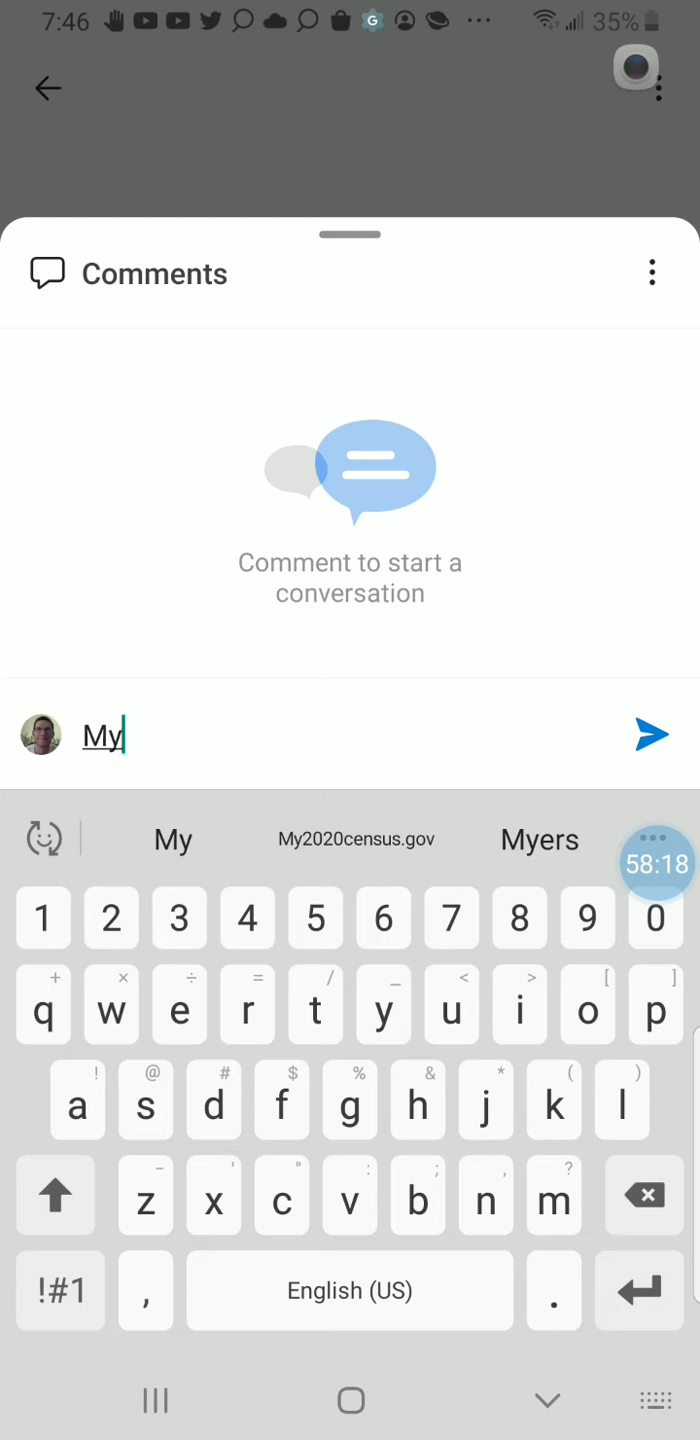 7:46 35%
Comments
Comment to start a
conversation
My
My My2020census.gov Myers
58:18
1 2 3 4 5 6 7 8 9 0
+ × ÷ = / _ < > [ ]
q w e r t y u i o p
! @ # $ % & * ( )
a s d f g h j k l
- ' " : ; , ?
z x c v b n m
!#1 , English (US) .